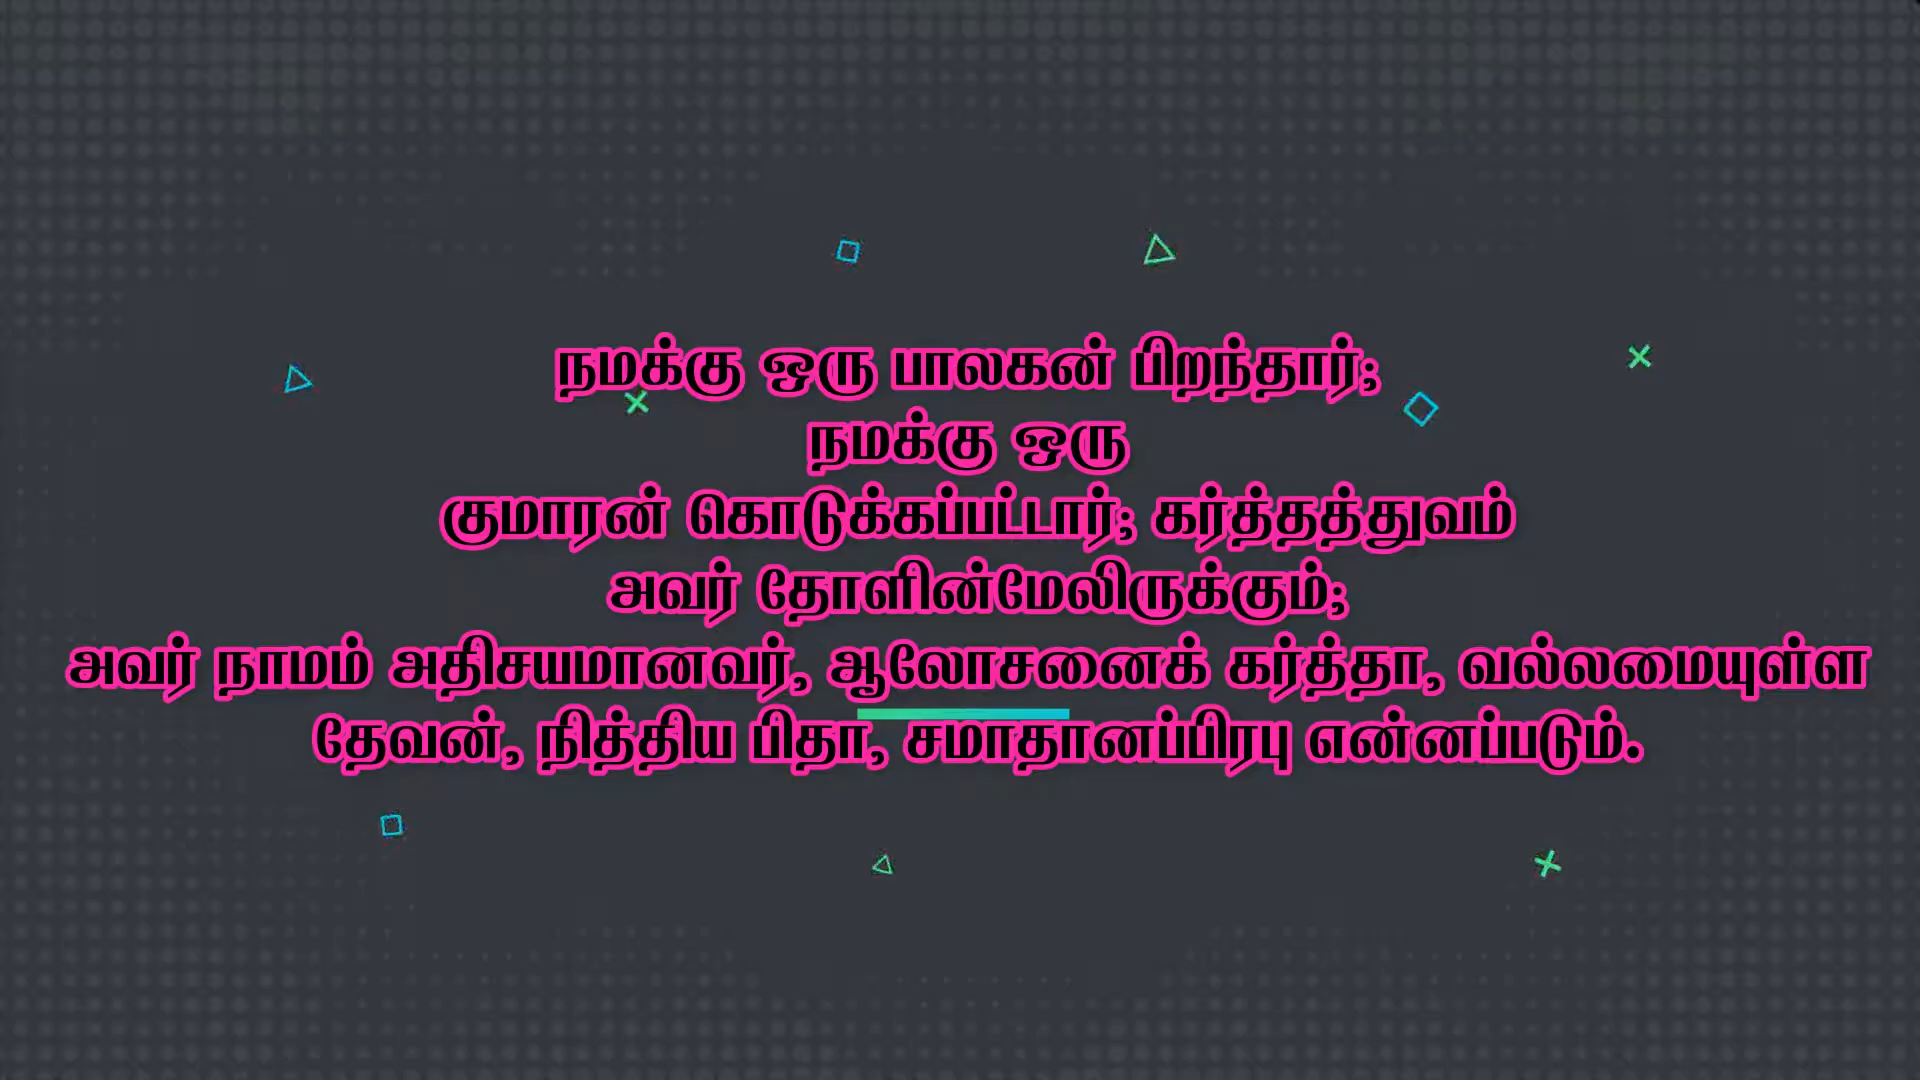 நமக்கு ஒரு பாலகன் பிறந்தார்;
நமக்கு ஒரு
குமாரன் கொடுக்கப்பட்டார்; கர்த்தத்துவம்
அவர் தோளின்மேலிருக்கும்;
அவர் நாமம் அதிசயமானவர், ஆலோசனைக் கர்த்தா, வல்லமையுள்ள
தேவன், நித்திய பிதா, சமாதானப்பிரபு என்னப்படும்.